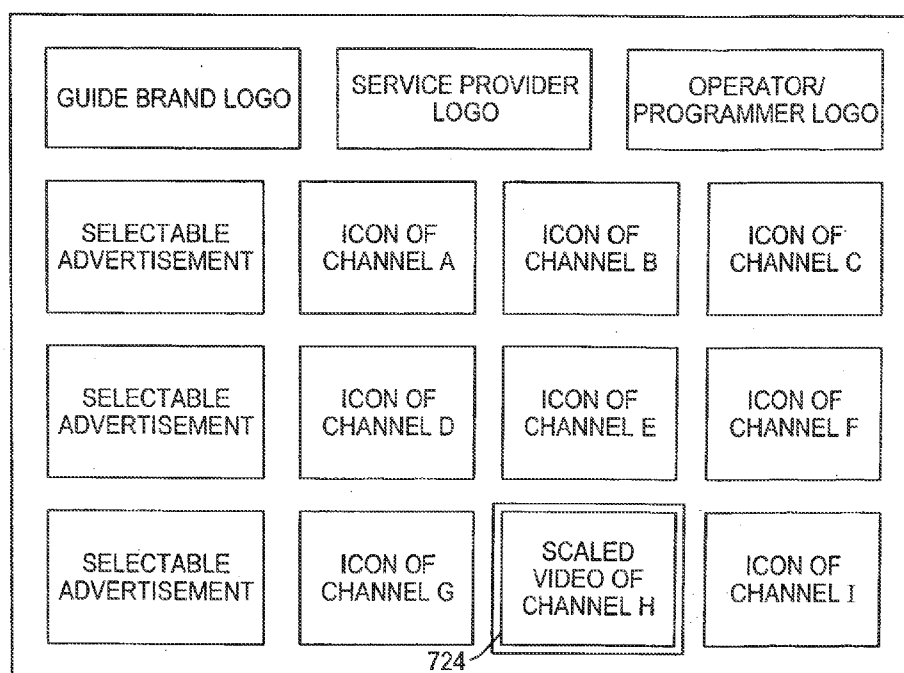 GUIDE BRAND LOGO
SERVICE PROVIDER
LOGO
OPERATOR/
PROGRAMMER LOGO
SELECTABLE
ADVERTISEMENT
ICON OF
CHANNEL A
ICON OF
CHANNEL B
ICON OF
CHANNEL C
SELECTABLE
ADVERTISEMENT
ICON OF
CHANNEL D
ICON OF
CHANNEL E
ICON OF
CHANNEL F
SELECTABLE
ADVERTISEMENT
ICON OF
CHANNEL G
SCALED
VIDEO OF
CHANNEL H
ICON OF
CHANNEL I
724